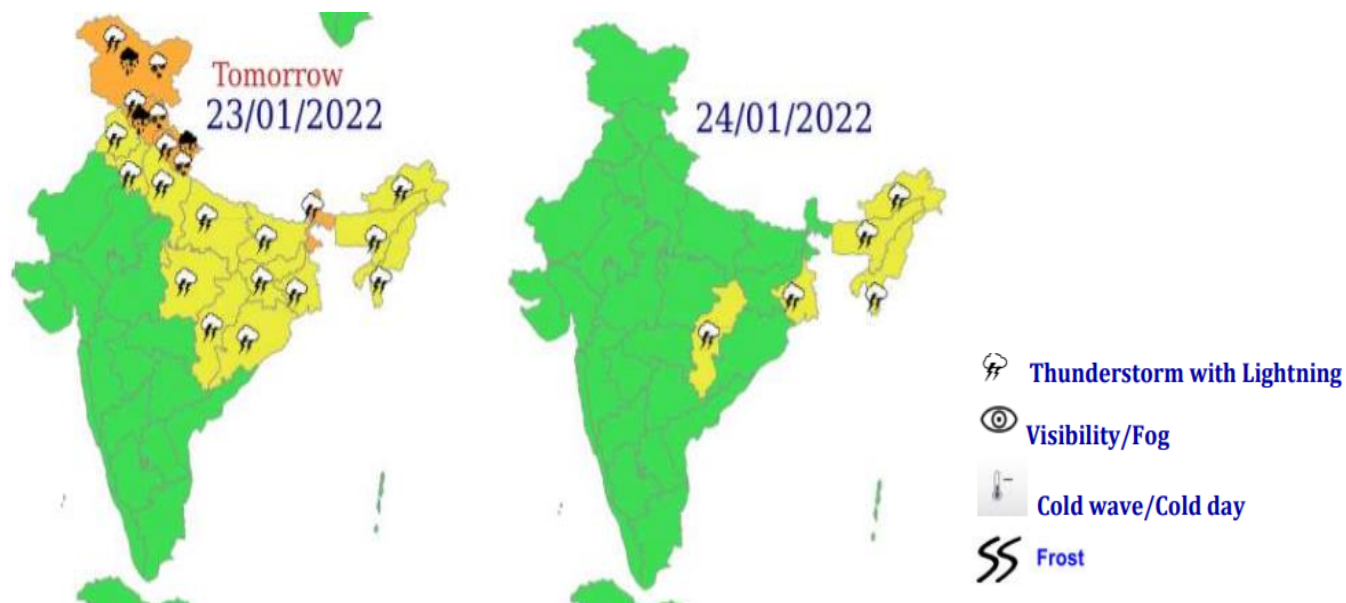 Tomorrow
23/01/2022
24/01/2022
Thunderstorm with Lightning
Visibility/Fog
Cold wave/Cold day
Frost